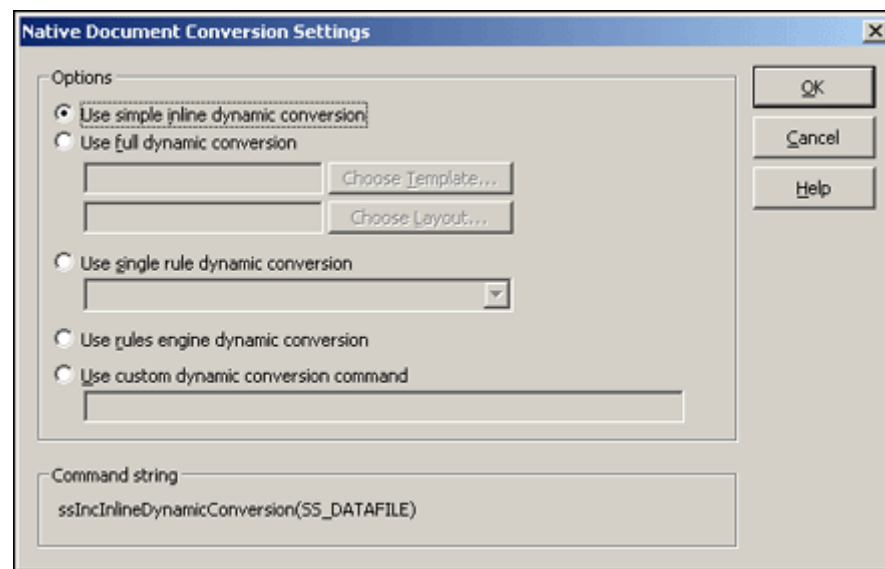 Native Document Conversion Settings
Options
Use simple inline dynamic conversion
Use full dynamic conversion
Choose Template...
Choose Layout...
Use single rule dynamic conversion
Use rules engine dynamic conversion
Use custom dynamic conversion command
OK
Cancel
Help
Command string
ssIncInlineDynamicConversion(SS_DATAFILE)